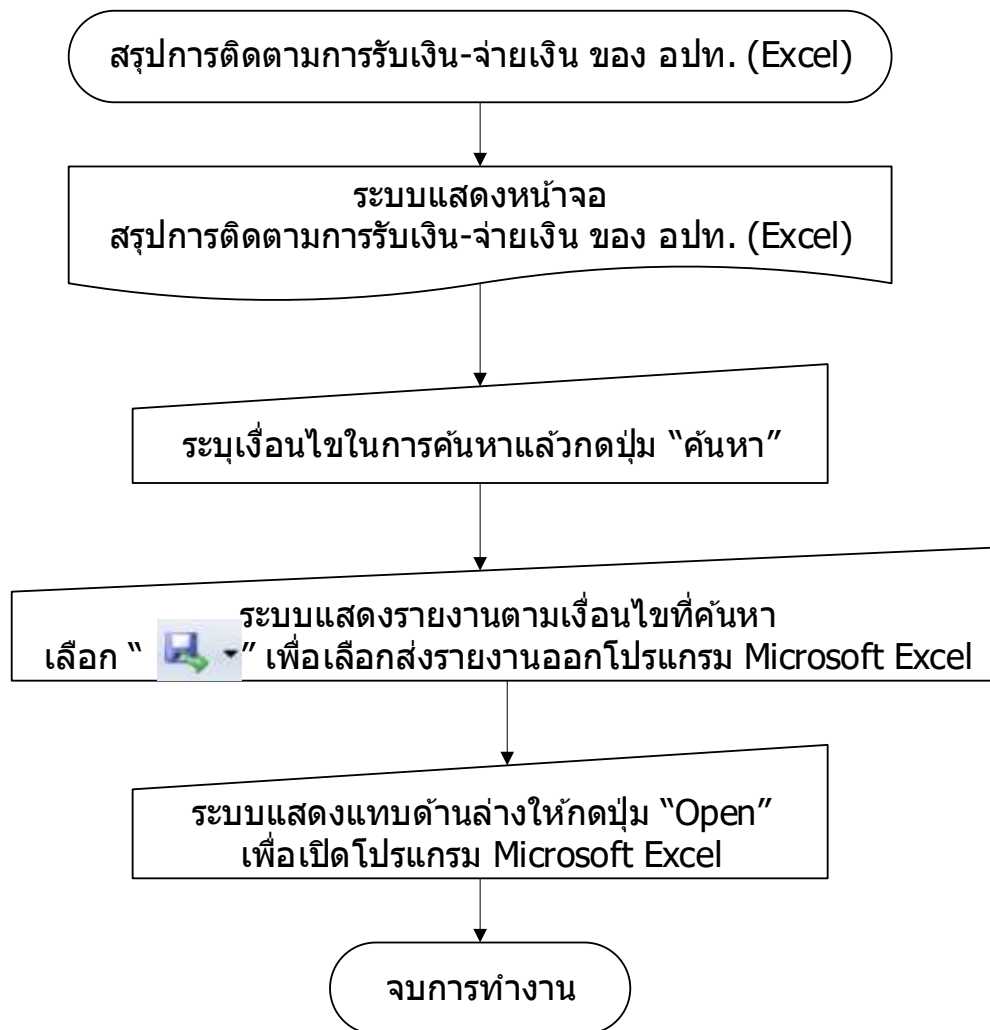 สรุปการติดตามการรับเงิน-จ่ายเงิน ของ อปท. (Excel)
ระบบแสดงหน้าจอ
สรุปการติดตามการรับเงิน-จ่ายเงิน ของ อปท. (Excel)
ระบุเงื่อนไขในการค้นหาแล้วกดปุ่ม “ค้นหา”
ระบบแสดงรายงานตามเงื่อนไขที่ค้นหา
เลือก “ ” เพื่อเลือกส่งรายงานออกโปรแกรม Microsoft Excel
ระบบแสดงแทบด้านล่างให้กดปุ่ม “Open”
เพื่อเปิดโปรแกรม Microsoft Excel
จบการทำงาน